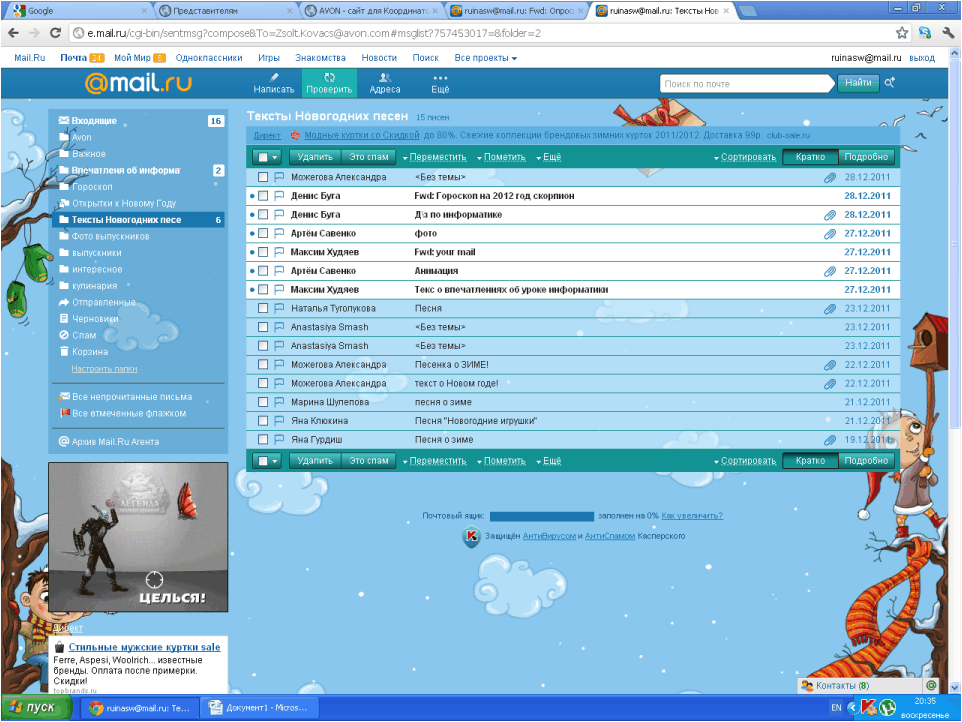 Google
Представителям
AVON - сайт для Координато
ruinasw@mail.ru: Fwd: Опрос
ruinasw@mail.ru: Тексты Нов
e.mail.ru/cgi-bin/sentmsg?compose&To=Zsolt.Kovacs@avon.com#msglist?757453017=&folder=2
Mail.Ru Почта 24 Мой Мир 8 Одноклассники Игры Знакомства Новости Поиск Все проекты ruinasw@mail.ru выход
@mail.ru Написать Проверить Адреса Ещё Поиск по почте Найти
Входящие 16
Avon
Важное
Впечатленя об информа 2
Гороскоп
Открытки к Новому Году
Тексты Новогодних песе 6
Фото выпускников
выпускники
интересное
кулинария
Отправленные
Черновики
Спам
Корзина
Настроить папки
Все непрочитанные письма
Все отмеченные флажком
Архив Mail.Ru Агента
ЛЕГЕНДА
ЦЕЛЬСЯ!
Директ
Стильные мужские куртки sale
Ferre, Aspesi, Woolrich... известные
бренды. Оплата после примерки.
Скидки!
topbrandx.ru
Тексты Новогодних песен 15 писем
Директ Модные куртки со Скидкой до 80%. Свежие коллекции брендовых зимних курток 2011/2012. Доставка 99р. club-sale.ru
Удалить Это спам Переместить Пометить Ещё Сортировать Кратко Подробно
Можегова Александра <Без темы> 28.12.2011
Денис Буга Fwd: Гороскоп на 2012 год скорпион 28.12.2011
Денис Буга Д\з по информатике 28.12.2011
Артём Савенко фото 27.12.2011
Максим Худяев Fwd: your mail 27.12.2011
Артём Савенко Анимация 27.12.2011
Максим Худяев Текс о впечатлениях об уроке информатики 27.12.2011
Наталья Туголукова Песня 23.12.2011
Anastasiya Smash <Без темы> 23.12.2011
Anastasiya Smash <Без темы> 23.12.2011
Можегова Александра Песенка о ЗИМЕ! 22.12.2011
Можегова Александра текст о Новом годе! 22.12.2011
Марина Шулепова песня о зиме 21.12.2011
Яна Клюкина Песня "Новогодние игрушки" 21.12.2011
Яна Гурдиш Песня о зиме 19.12.2011
Удалить Это спам Переместить Пометить Ещё Сортировать Кратко Подробно
Почтовый ящик: заполнен на 0% Как увеличить?
Защищён АнтиВирусом и АнтиСпамом Касперского
Контакты (8)
пуск ruinasw@mail.ru: Те... Документ1 - Micros... EN 20:35
воскресенье